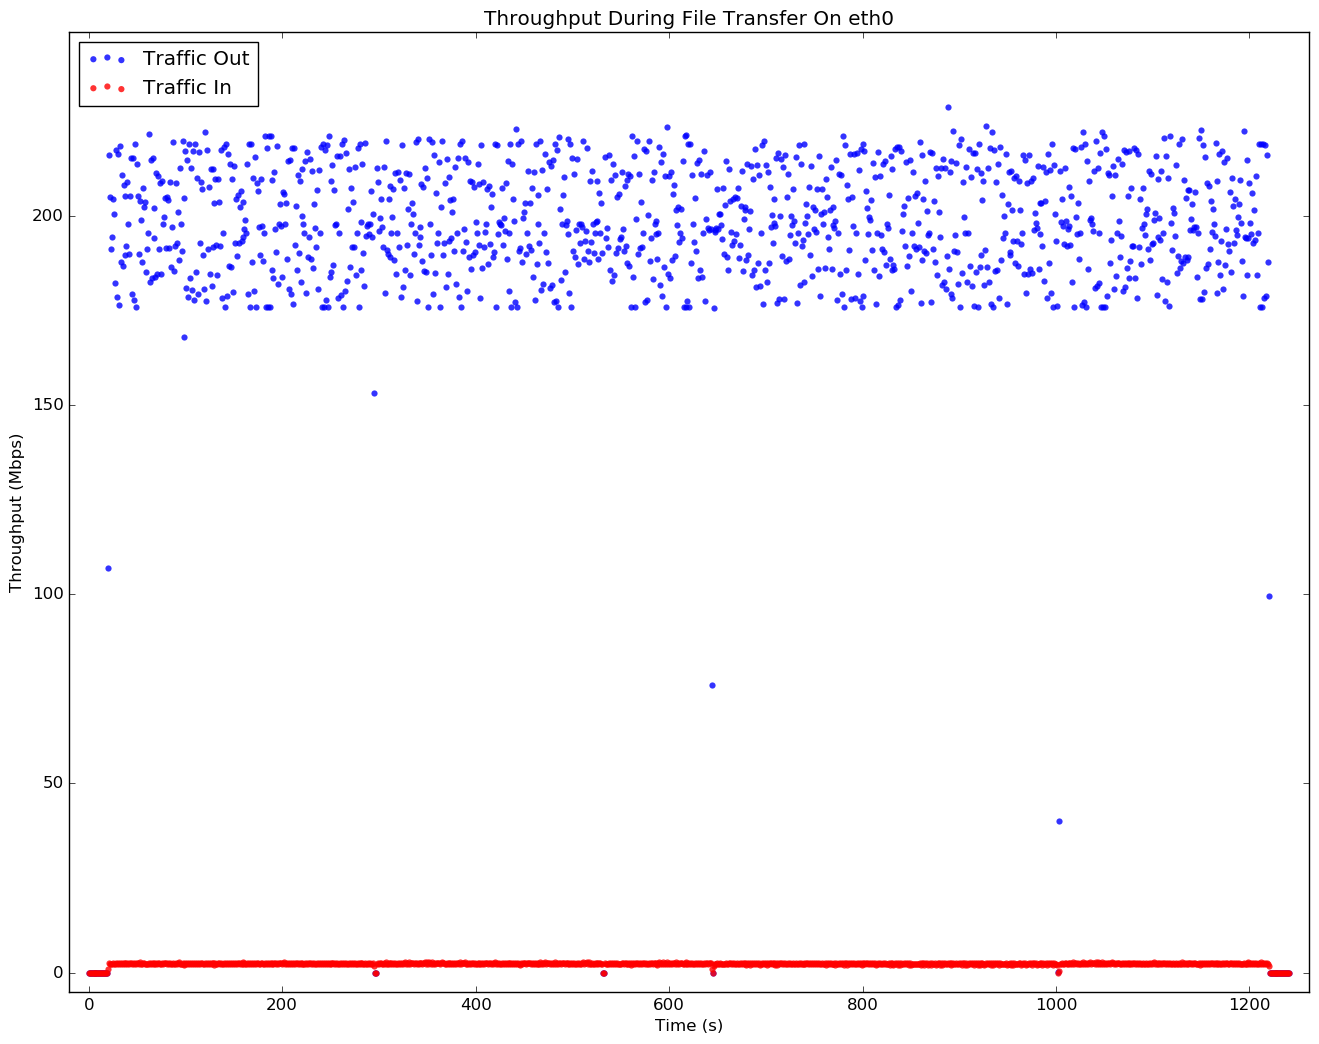 Throughput During File Transfer On eth0
Traffic Out
Traffic In
Throughput (Mbps)
200
150
100
50
0
0 200 400 600 800 1000 1200
Time (s)